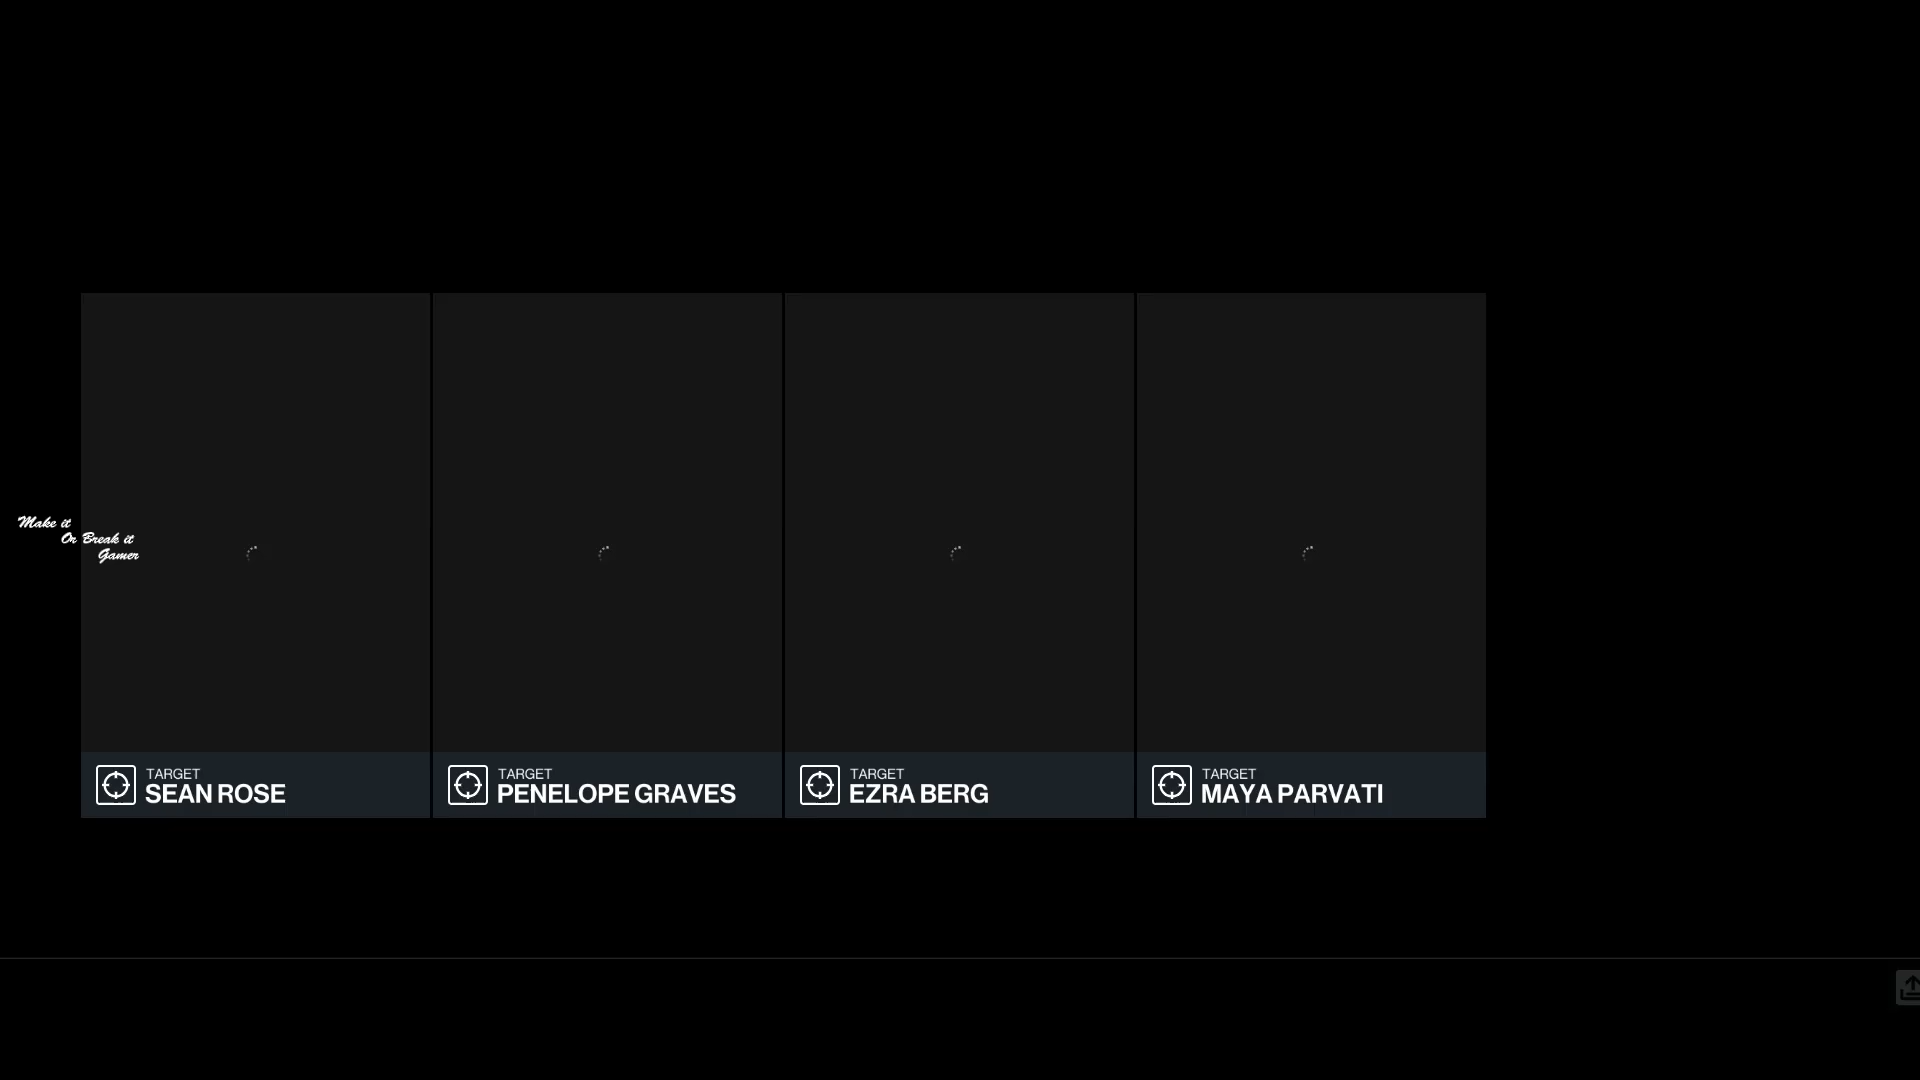 Make it
Or Break it
Gamer
TARGET
SEAN ROSE
TARGET
PENELOPE GRAVES
TARGET
EZRA BERG
TARGET
MAYA PARVATI